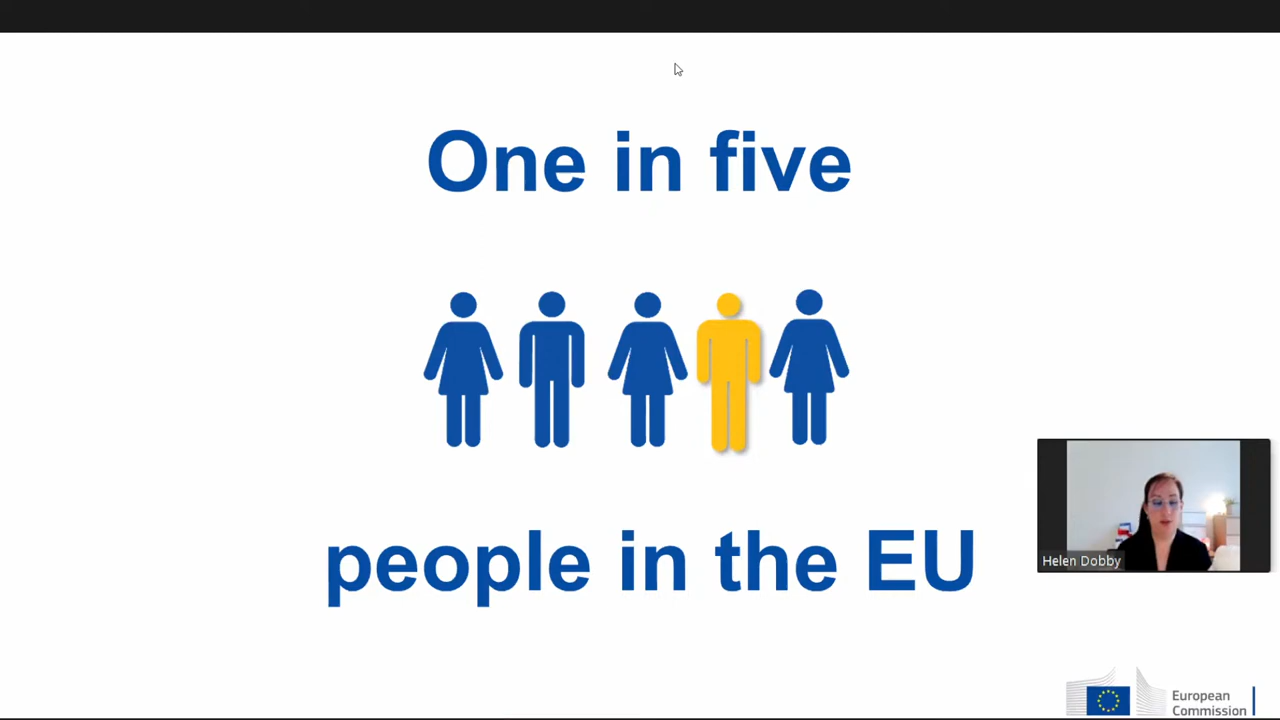 One in five
people in the EU
Helen Dobby
European
Commission